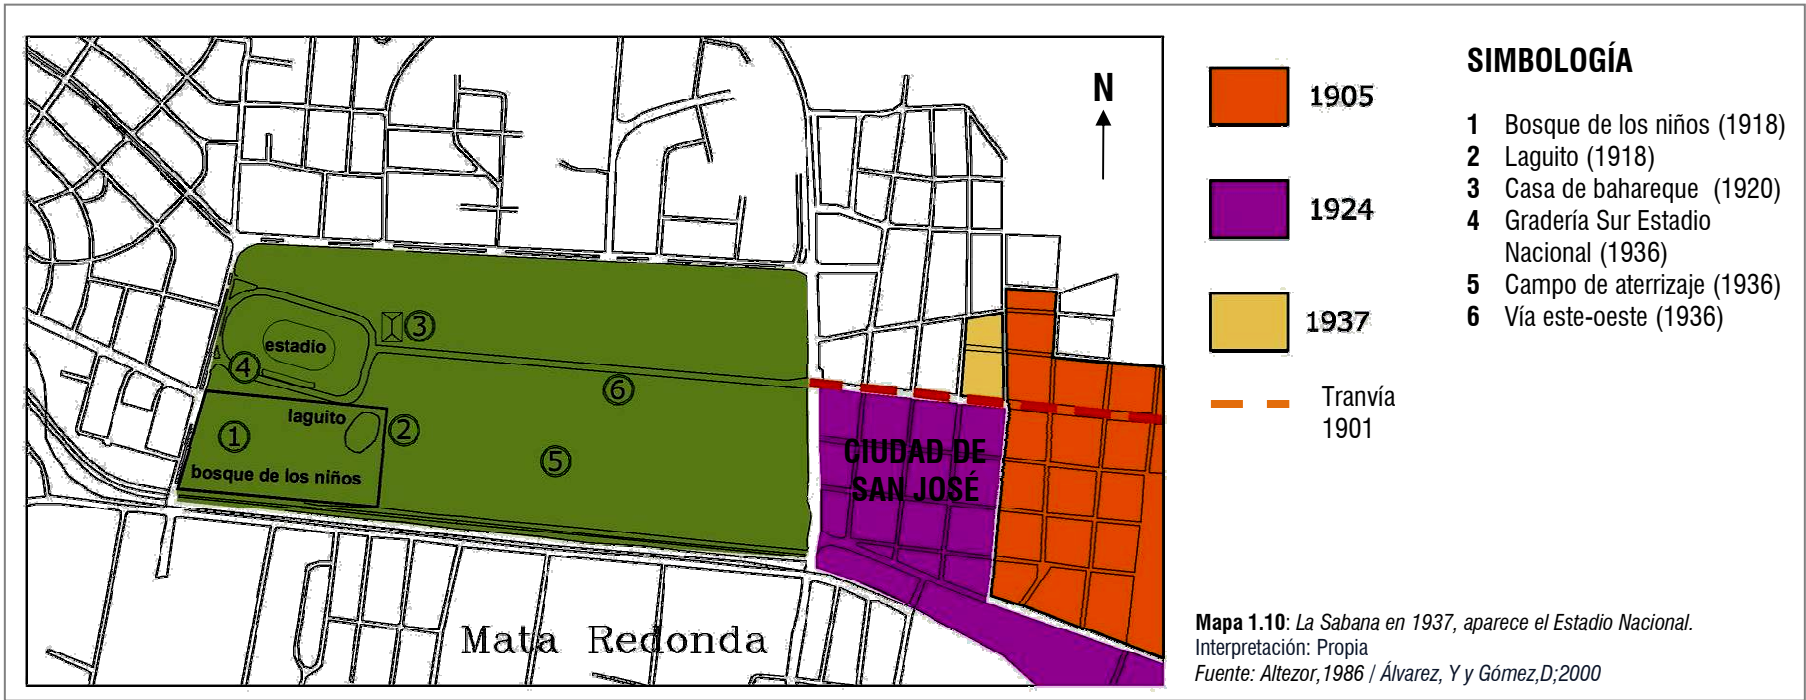 N
estadio
3
4
6
laguito
2
1
5
bosque de los niños
CIUDAD DE
SAN JOSÉ
Mata Redonda
1905
1924
1937
Tranvía
1901
SIMBOLOGÍA
1 Bosque de los niños (1918)
2 Laguito (1918)
3 Casa de bahareque (1920)
4 Gradería Sur Estadio
Nacional (1936)
5 Campo de aterrizaje (1936)
6 Vía este-oeste (1936)
Mapa 1.10: La Sabana en 1937, aparece el Estadio Nacional.
Interpretación: Propia
Fuente: Altezor,1986 / Álvarez, Y y Gómez,D;2000